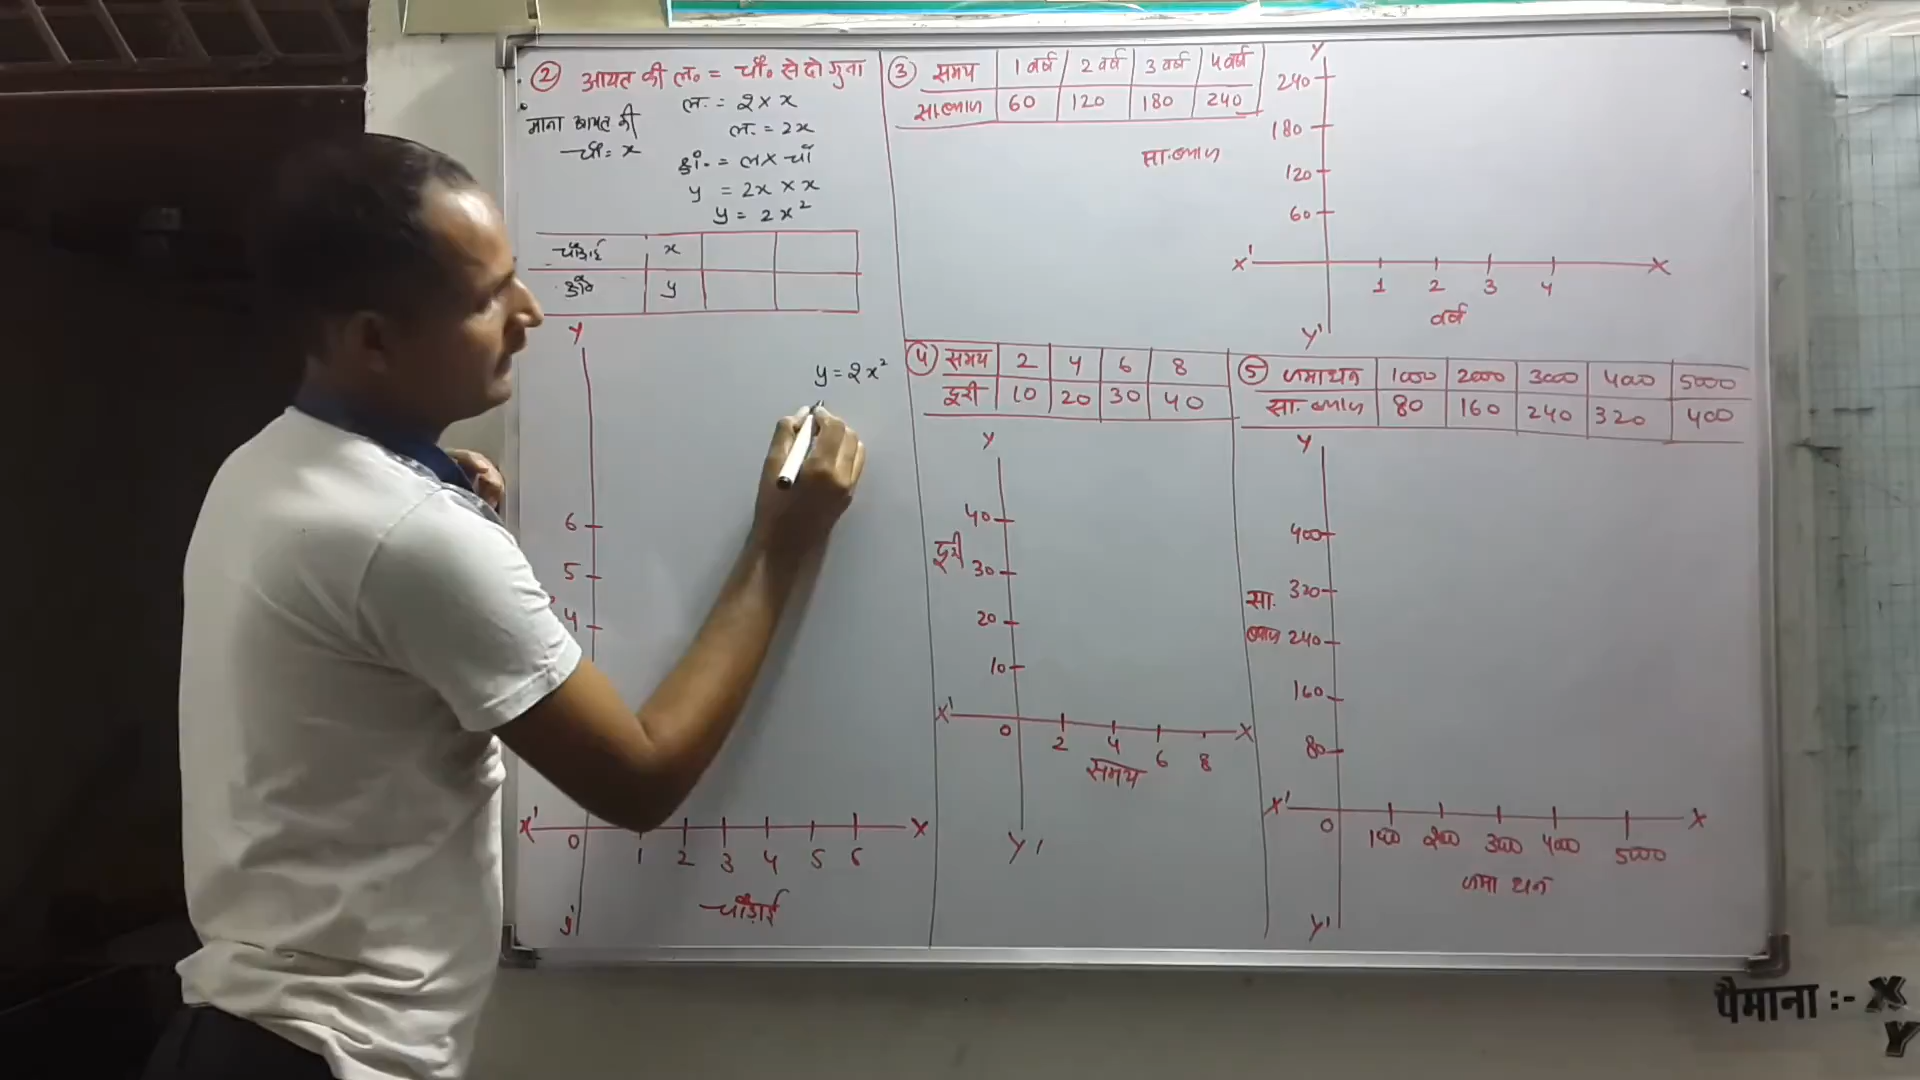 ② आयत की ल० = चौ० से दो गुना
माना आयत की
चौ = x
ल. = 2 × x
ल. = 2x
क्षे. = ल × चौ
y = 2x × x
y = 2x²
चौड़ाई x
क्षे० y
y = 2x²
Y
6
5
4
x' 0 1 2 3 4 5 6 X
चौड़ाई
y'
③ समय 1 वर्ष 2 वर्ष 3 वर्ष 4 वर्ष
सा.ब्याज 60 120 180 240
सा.ब्याज
Y
240
180
120
60
X' 1 2 3 4 X
वर्ष
Y'
④ समय 2 4 6 8
दूरी 10 20 30 40
Y
40
दूरी 30
20
10
X' 0 2 4 6 8 X
समय
Y'
⑤ जमाधन 1000 2000 3000 4000 5000
सा. ब्याज 80 160 240 320 400
Y
400
सा. 320
ब्याज 240
160
80
X' 0 1000 2000 3000 4000 5000 X
जमा धन
Y'
पैमाना :- X
Y